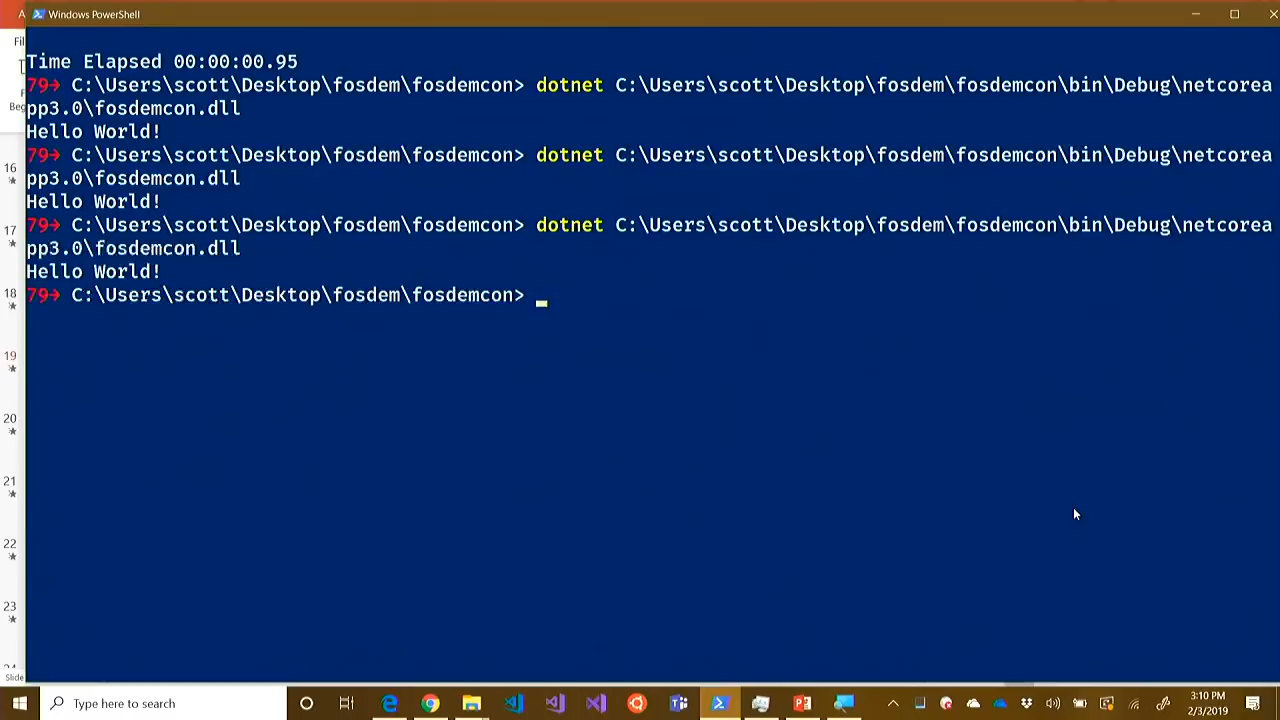 Windows PowerShell
Time Elapsed 00:00:00.95
79→ C:\Users\scott\Desktop\fosdem\fosdemcon> dotnet C:\Users\scott\Desktop\fosdem\fosdemcon\bin\Debug\netcorea
pp3.0\fosdemcon.dll
Hello World!
79→ C:\Users\scott\Desktop\fosdem\fosdemcon> dotnet C:\Users\scott\Desktop\fosdem\fosdemcon\bin\Debug\netcorea
pp3.0\fosdemcon.dll
Hello World!
79→ C:\Users\scott\Desktop\fosdem\fosdemcon> dotnet C:\Users\scott\Desktop\fosdem\fosdemcon\bin\Debug\netcorea
pp3.0\fosdemcon.dll
Hello World!
79→ C:\Users\scott\Desktop\fosdem\fosdemcon>
16
17
18
19
20
21
22
23
Slide
Type here to search
3:10 PM
2/3/2019